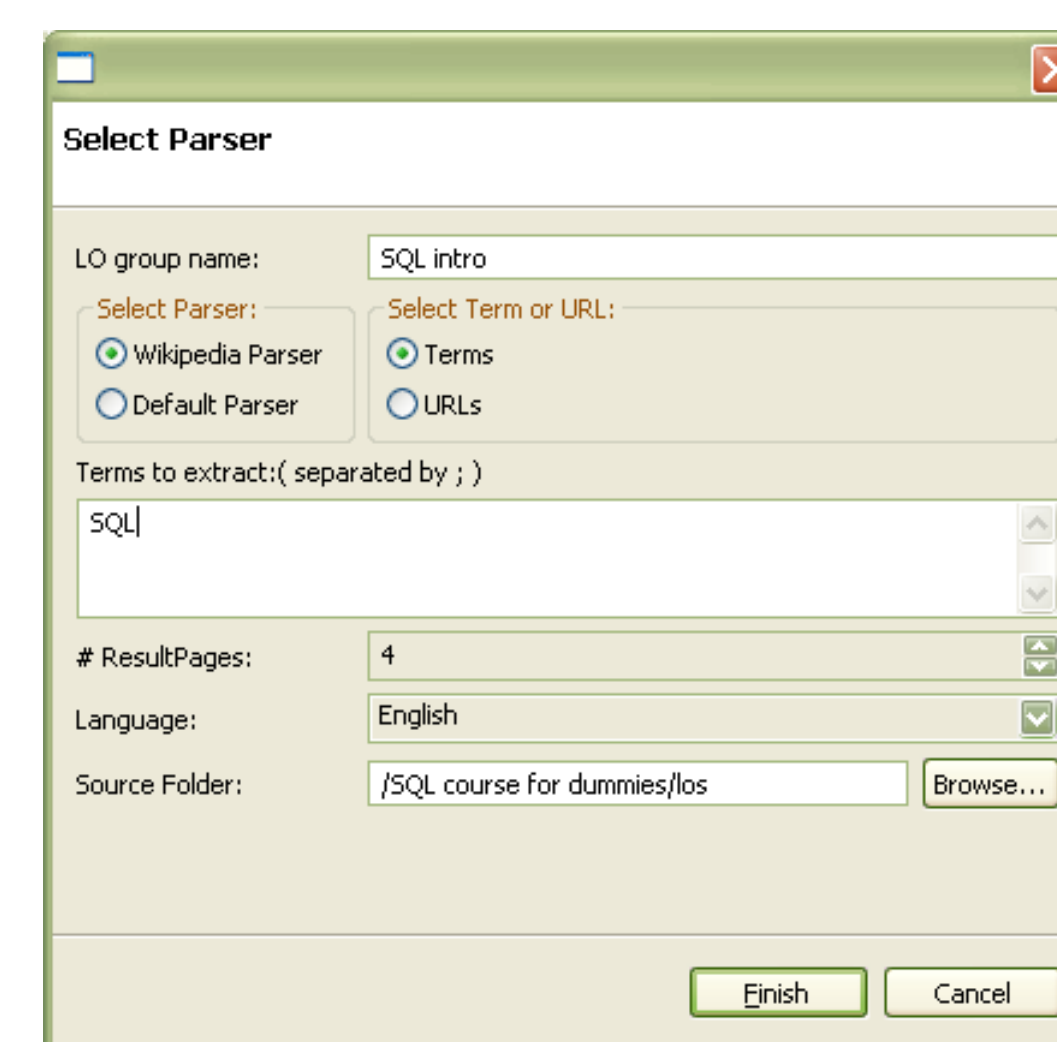 Select Parser
LO group name: SQL intro
Select Parser: Select Term or URL:
Wikipedia Parser Terms
Default Parser URLs
Terms to extract:( separated by ; )
SQL
# ResultPages: 4
Language: English
Source Folder: /SQL course for dummies/los Browse...
Finish Cancel